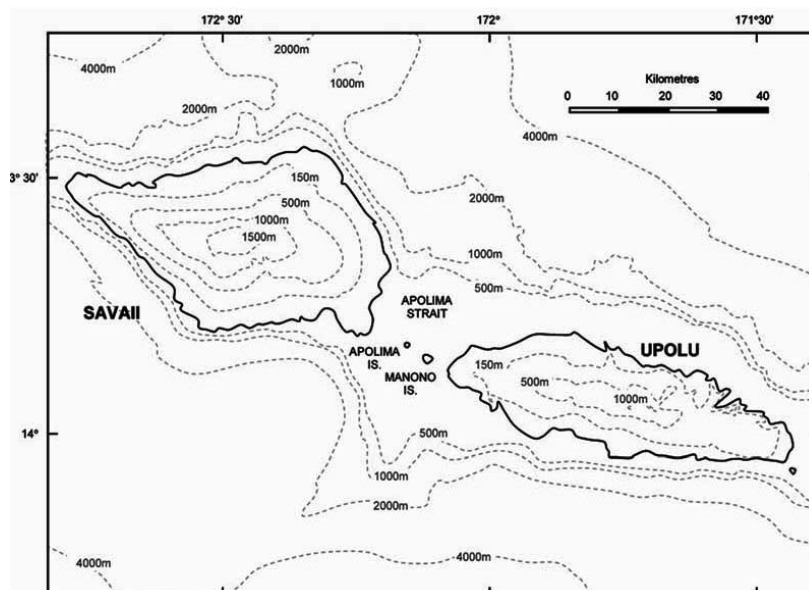 172° 30'
172°
171°30'
4000m
2000m
1000m
Kilometres
0 10 20 30 40
2000m
4000m
3° 30'
150m
500m
1000m
1500m
2000m
1000m
500m
SAVAII
APOLIMA
STRAIT
APOLIMA
IS.
MANONO
IS.
UPOLU
150m
500m
1000m
14°
500m
1000m
2000m
4000m
4000m